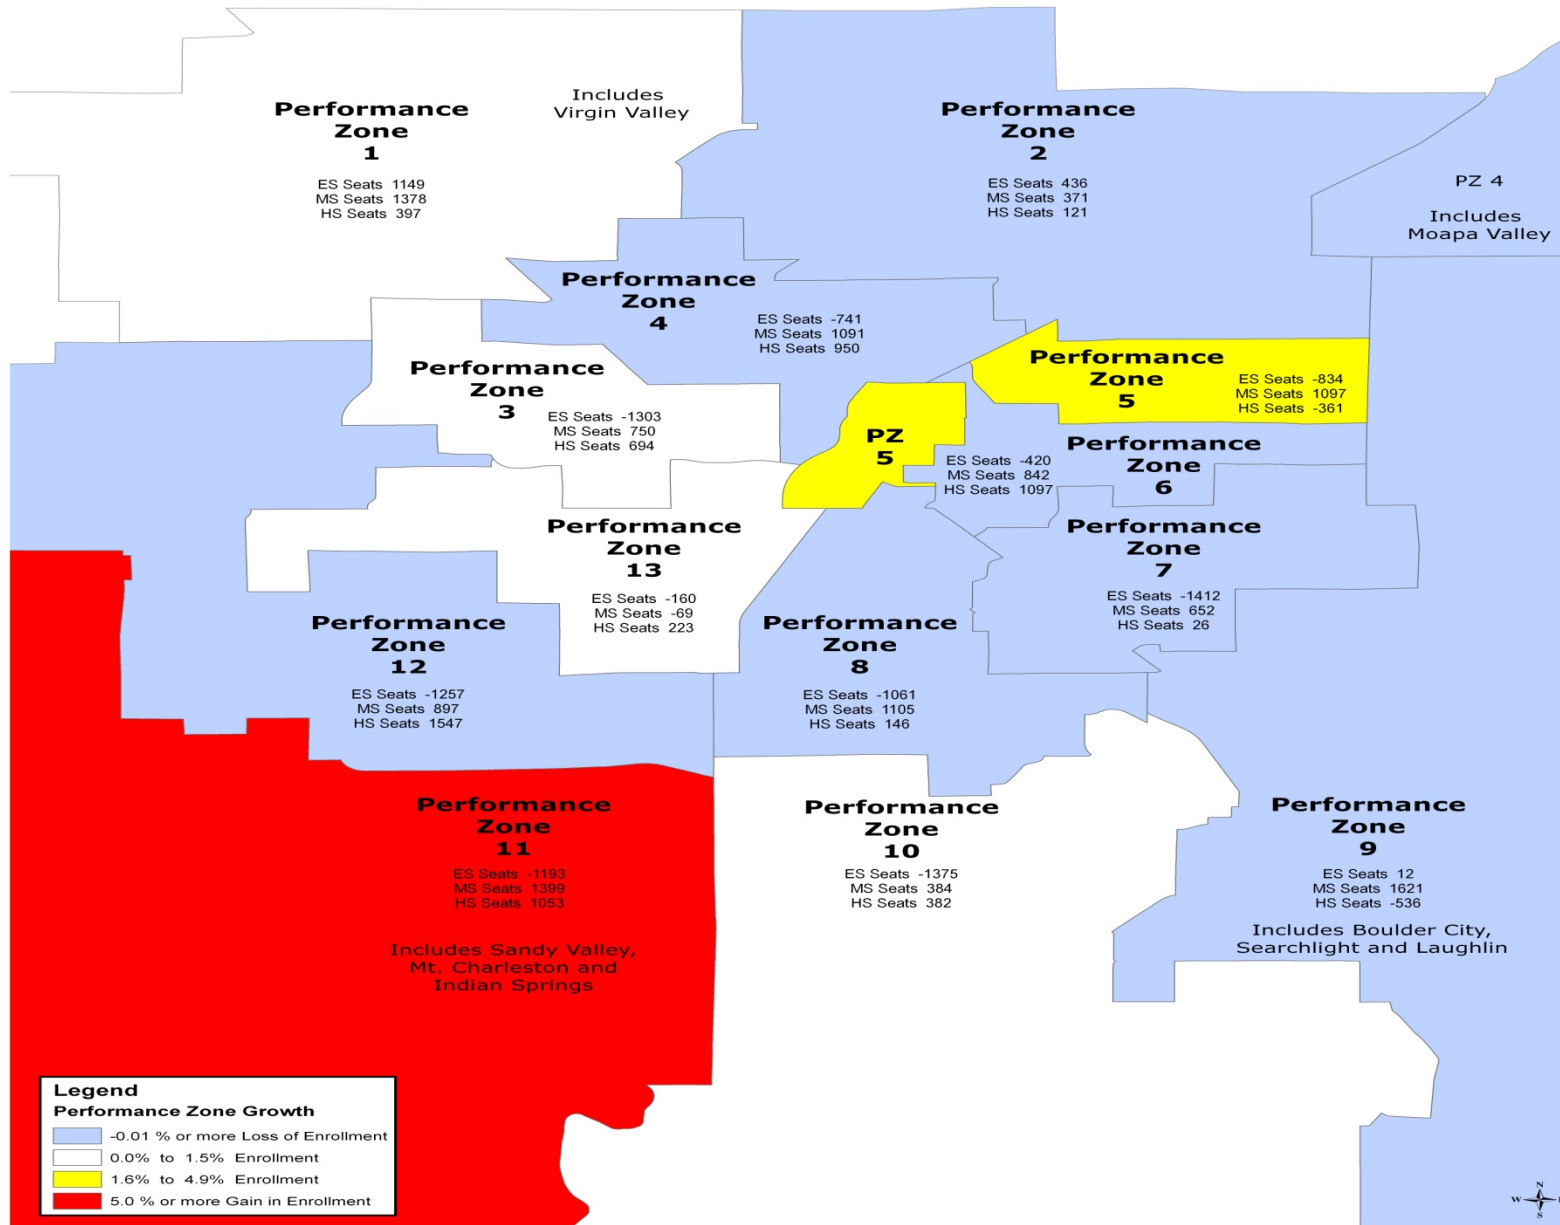 Performance
Zone
1
ES Seats 1149
MS Seats 1378
HS Seats 397
Includes
Virgin Valley
Performance
Zone
2
ES Seats 436
MS Seats 371
HS Seats 121
PZ 4
Includes
Moapa Valley
Performance
Zone
4
ES Seats -741
MS Seats 1091
HS Seats 950
Performance
Zone
3
ES Seats -1303
MS Seats 750
HS Seats 694
Performance
Zone
5
ES Seats -834
MS Seats 1097
HS Seats -361
PZ
5
Performance
Zone
6
ES Seats -420
MS Seats 842
HS Seats 1097
Performance
Zone
13
ES Seats -160
MS Seats -69
HS Seats 223
Performance
Zone
7
ES Seats -1412
MS Seats 652
HS Seats 26
Performance
Zone
12
ES Seats -1257
MS Seats 897
HS Seats 1547
Performance
Zone
8
ES Seats -1061
MS Seats 1105
HS Seats 146
Performance
Zone
11
ES Seats -1193
MS Seats 1399
HS Seats 1053
Includes Sandy Valley,
Mt. Charleston and
Indian Springs
Performance
Zone
10
ES Seats -1375
MS Seats 384
HS Seats 382
Performance
Zone
9
ES Seats 12
MS Seats 1621
HS Seats -536
Includes Boulder City,
Searchlight and Laughlin
Legend
Performance Zone Growth
-0.01 % or more Loss of Enrollment
0.0% to 1.5% Enrollment
1.6% to 4.9% Enrollment
5.0 % or more Gain in Enrollment
N
W
S